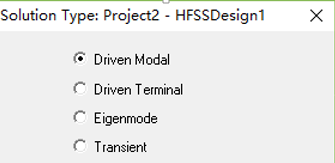 Solution Type: Project2 - HFSSDesign1
Driven Modal
Driven Terminal
Eigenmode
Transient